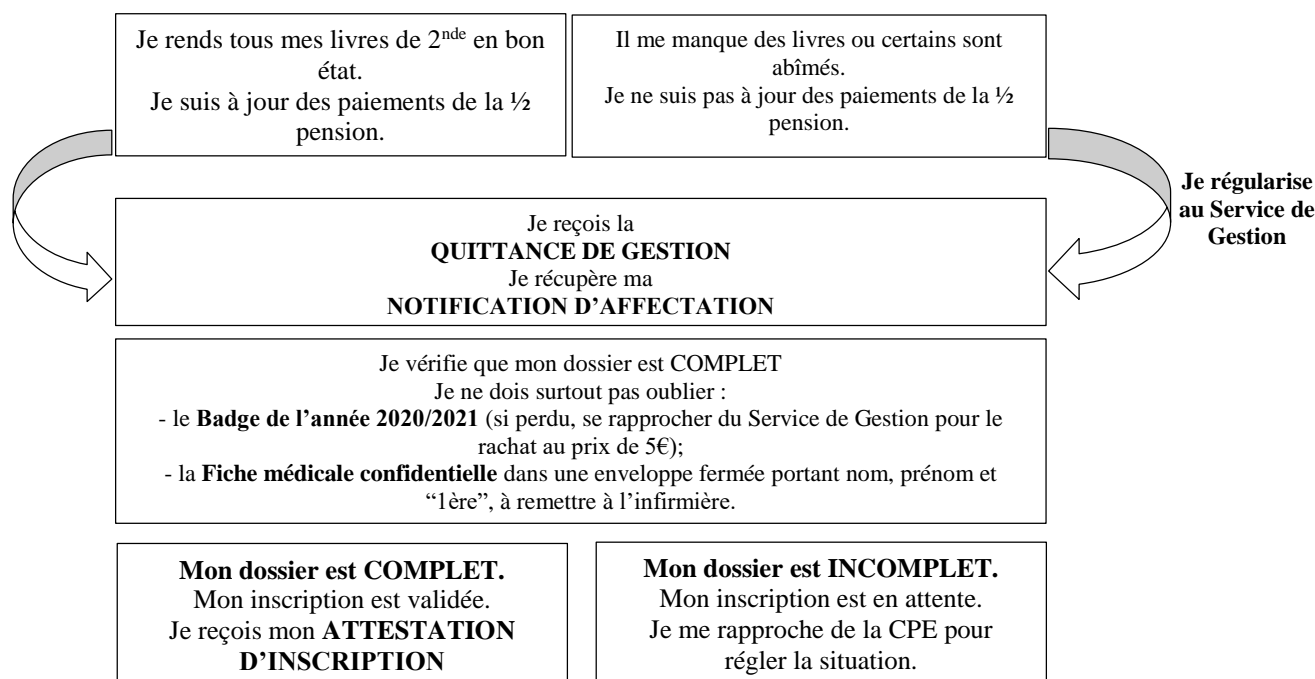 Je rends tous mes livres de 2nde en bon
état.
Je suis à jour des paiements de la ½
pension.
Il me manque des livres ou certains sont
abîmés.
Je ne suis pas à jour des paiements de la ½
pension.
Je régularise
au Service de
Gestion
Je reçois la
QUITTANCE DE GESTION
Je récupère ma
NOTIFICATION D’AFFECTATION
Je vérifie que mon dossier est COMPLET
Je ne dois surtout pas oublier :
- le Badge de l’année 2020/2021 (si perdu, se rapprocher du Service de Gestion pour le
rachat au prix de 5€);
- la Fiche médicale confidentielle dans une enveloppe fermée portant nom, prénom et
“1ère”, à remettre à l’infirmière.
Mon dossier est COMPLET.
Mon inscription est validée.
Je reçois mon ATTESTATION
D’INSCRIPTION
Mon dossier est INCOMPLET.
Mon inscription est en attente.
Je me rapproche de la CPE pour
régler la situation.